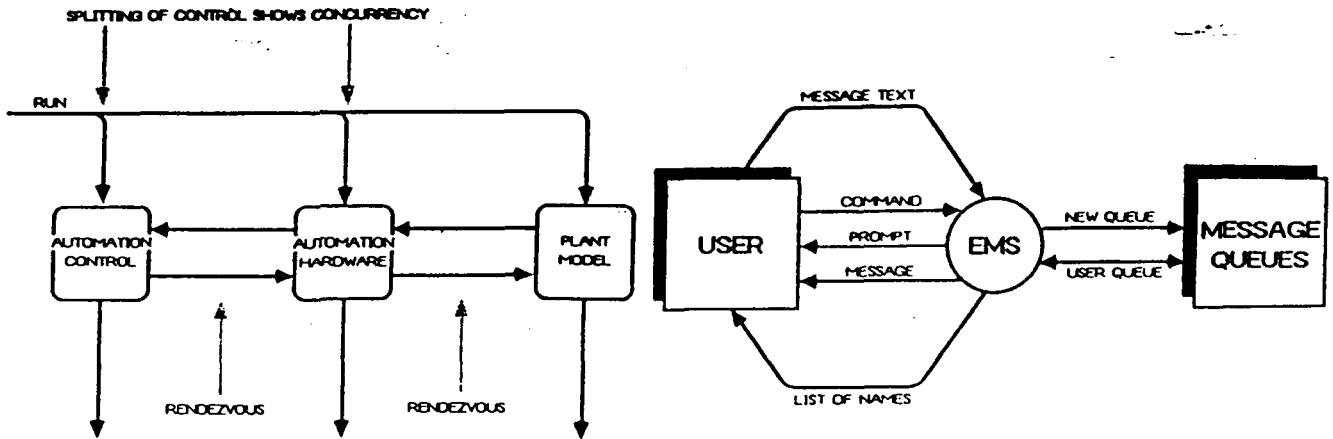 SPLITTING OF CONTROL SHOWS CONCURRENCY
RUN
AUTOMATION
CONTROL
AUTOMATION
HARDWARE
PLANT
MODEL
RENDEZVOUS
RENDEZVOUS
MESSAGE TEXT
USER
COMMAND
PROMPT
MESSAGE
EMS
NEW QUEUE
USER QUEUE
MESSAGE
QUEUES
LIST OF NAMES